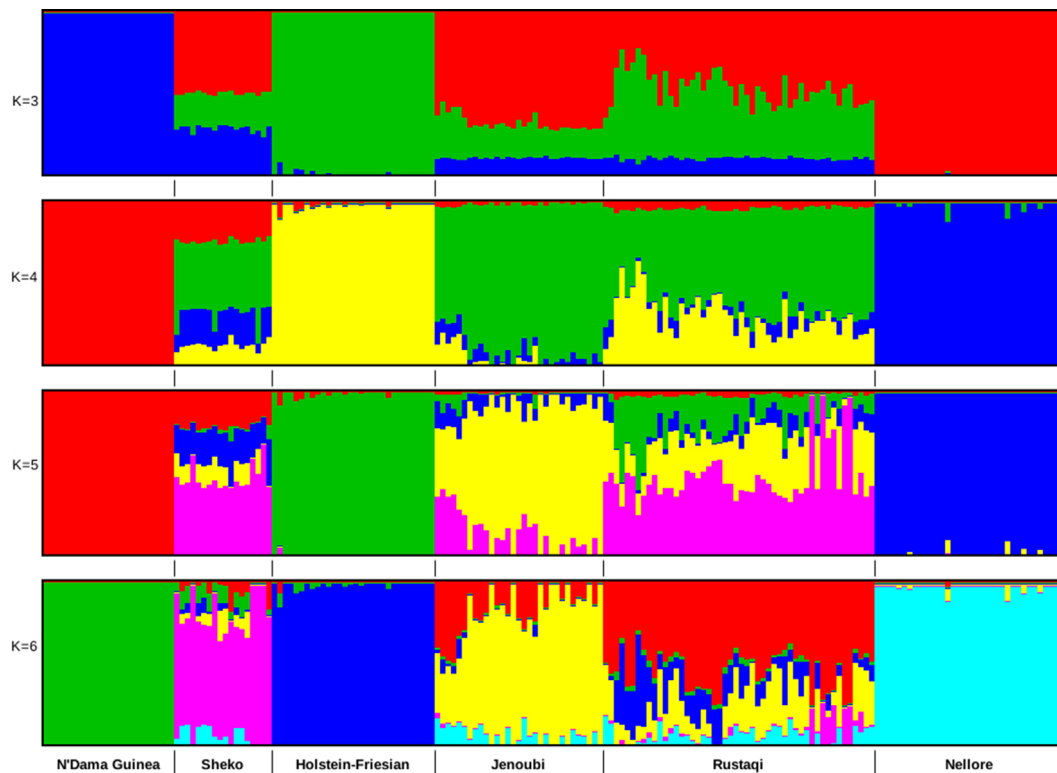 K=3
K=4
K=5
K=6
N'Dama Guinea Sheko Holstein-Friesian Jenoubi Rustaqi Nellore